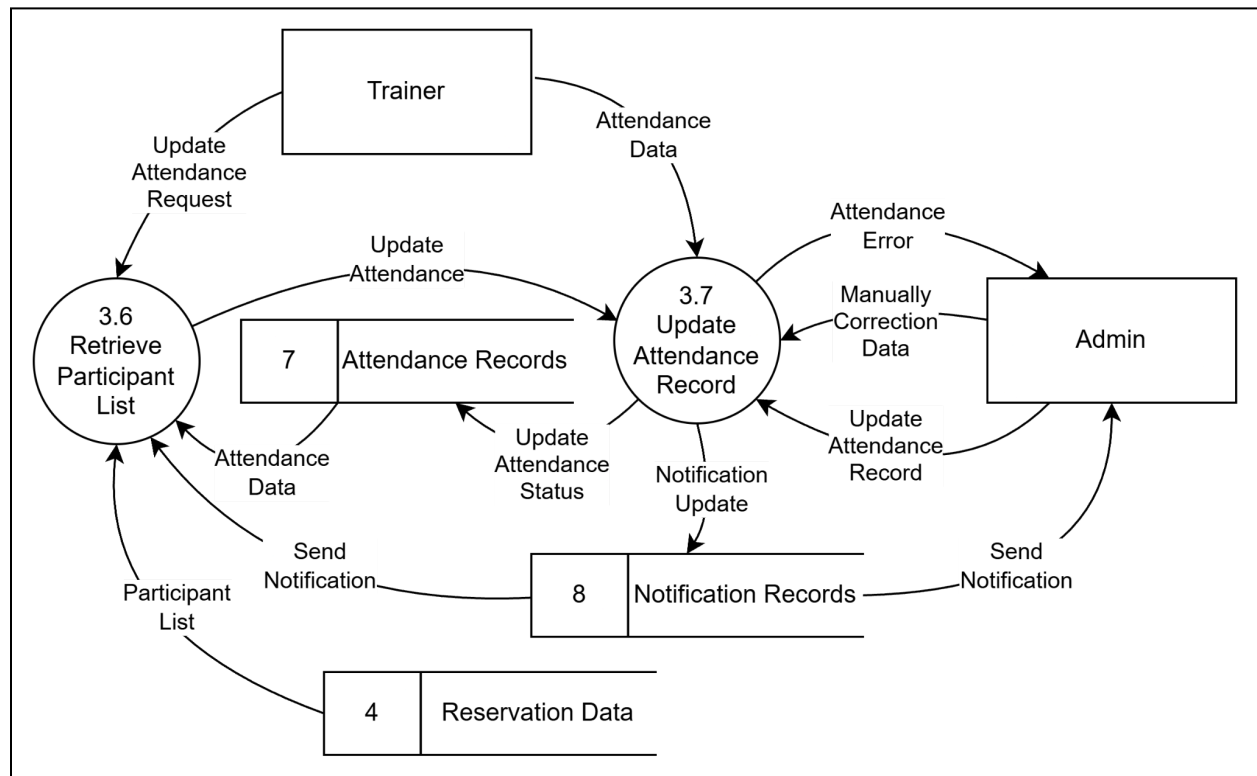 Trainer
Update
Attendance
Request
Attendance
Data
Update
Attendance
Attendance
Error
3.6
Retrieve
Participant
List
7
Attendance Records
3.7
Update
Attendance
Record
Manually
Correction
Data
Admin
Attendance
Data
Update
Attendance
Status
Update
Attendance
Record
Notification
Update
Send
Notification
8
Notification Records
Send
Notification
Participant
List
4
Reservation Data